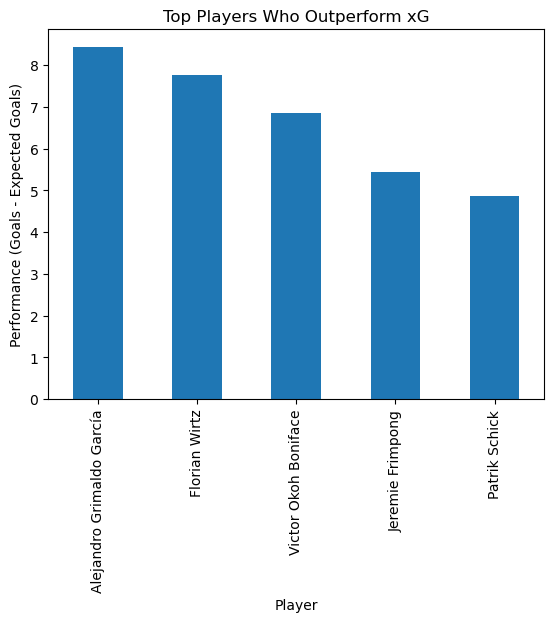 Top Players Who Outperform xG
Performance (Goals - Expected Goals)
8
7
6
5
4
3
2
1
0
Alejandro Grimaldo García
Florian Wirtz
Victor Okoh Boniface
Jeremie Frimpong
Patrik Schick
Player